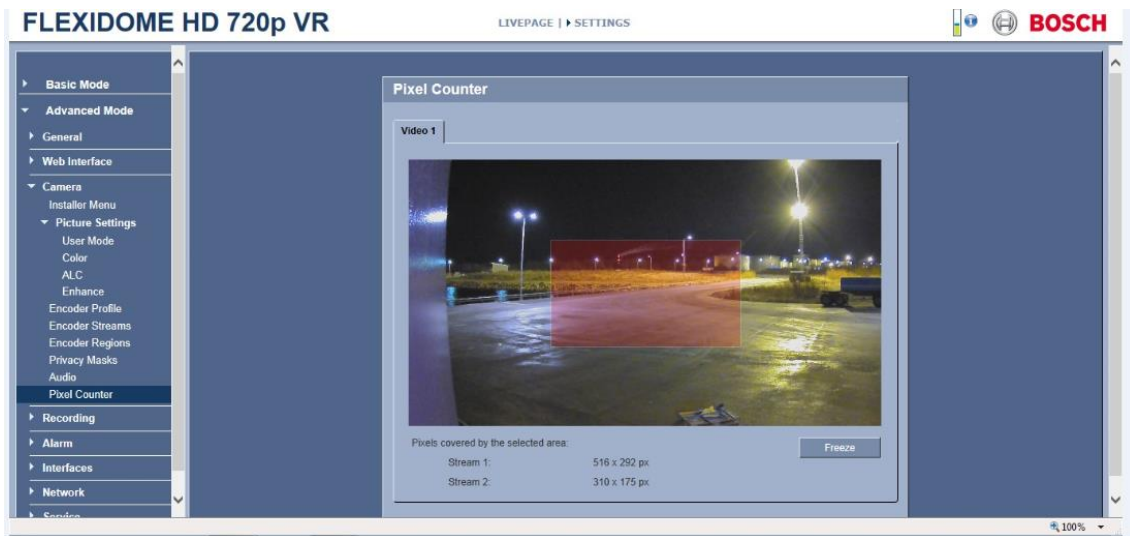 FLEXIDOME HD 720p VR
LIVEPAGE | SETTINGS
BOSCH
Basic Mode
Advanced Mode
General
Web Interface
Camera
Installer Menu
Picture Settings
User Mode
Color
ALC
Enhance
Encoder Profile
Encoder Streams
Encoder Regions
Privacy Masks
Audio
Pixel Counter
Recording
Alarm
Interfaces
Network
Service
Pixel Counter
Video 1
Pixels covered by the selected area:
Stream 1: 516 x 292 px
Stream 2: 310 x 175 px
Freeze
100%